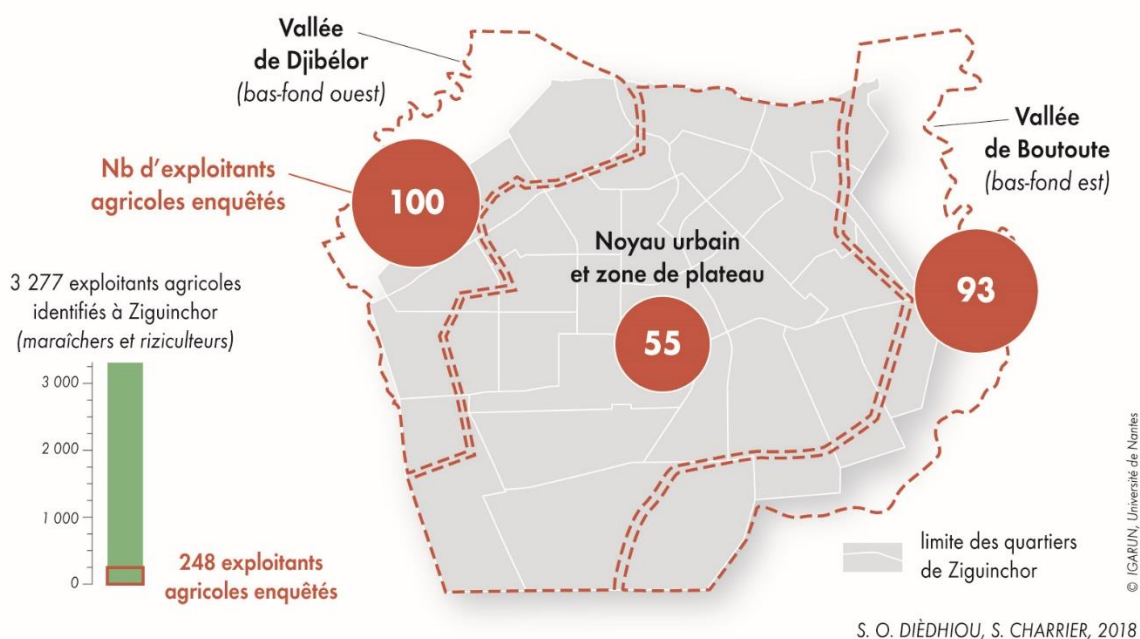 Vallée
de Djibélor
(bas-fond ouest)
Nb d'exploitants
agricoles enquêtés
100
Vallée
de Boutoute
(bas-fond est)
93
Noyau urbain
et zone de plateau
55
3 277 exploitants agricoles
identifiés à Ziguinchor
(maraîchers et riziculteurs)
3 000
2 000
1 000
0
248 exploitants
agricoles enquêtés
limite des quartiers
de Ziguinchor
© IGARUN, Université de Nantes
S. O. DIÈDHIOU, S. CHARRIER, 2018